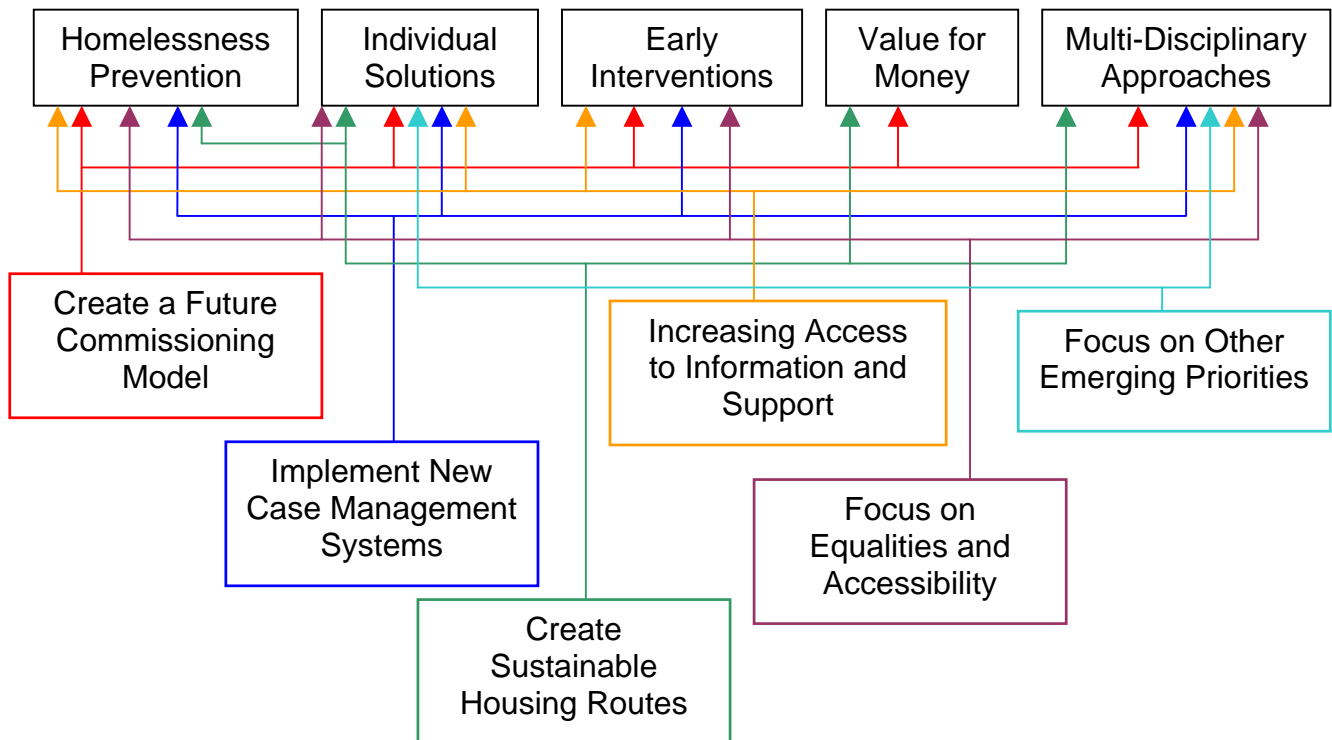 Homelessness
Prevention
Individual
Solutions
Early
Interventions
Value for
Money
Multi-Disciplinary
Approaches
Create a Future
Commissioning
Model
Increasing Access
to Information and
Support
Focus on Other
Emerging Priorities
Implement New
Case Management
Systems
Focus on
Equalities and
Accessibility
Create
Sustainable
Housing Routes